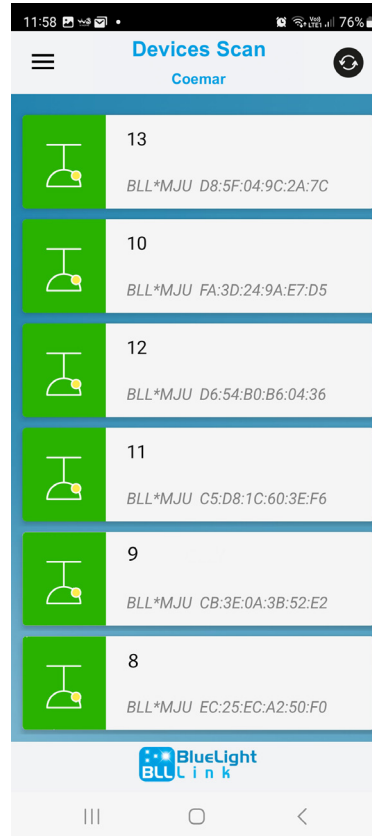 11:58 76%
Devices Scan
Coemar
13
BLL*MJU D8:5F:04:9C:2A:7C
10
BLL*MJU FA:3D:24:9A:E7:D5
12
BLL*MJU D6:54:B0:B6:04:36
11
BLL*MJU C5:D8:1C:60:3E:F6
9
BLL*MJU CB:3E:0A:3B:52:E2
8
BLL*MJU EC:25:EC:A2:50:F0
BlueLight
BLL Link